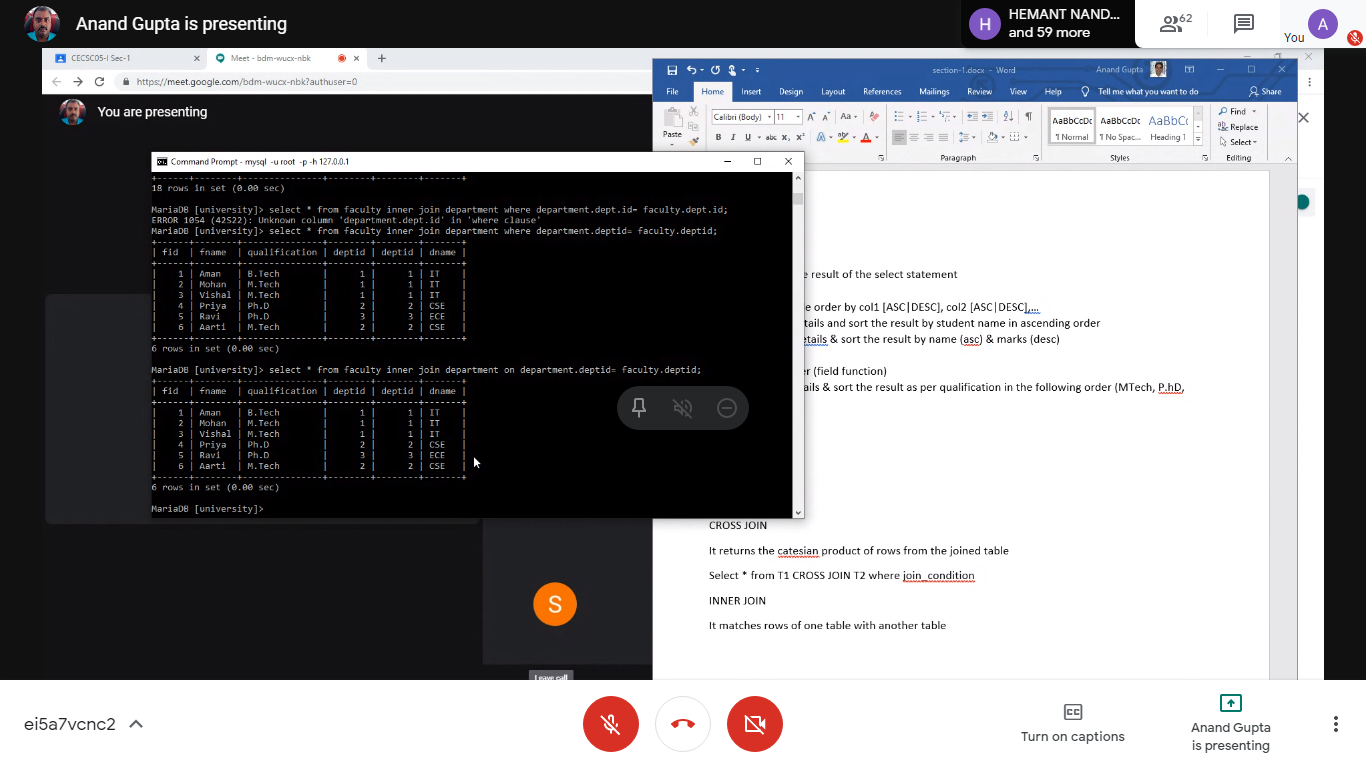 Anand Gupta is presenting
H
HEMANT NAND...
and 59 more
62
You
A
CECSC05-I Sec-1
Meet - bdm-wucx-nbk
https://meet.google.com/bdm-wucx-nbk?authuser=0
You are presenting
section-1.docx - Word
Anand Gupta
File Home Insert Design Layout References Mailings Review View Help Tell me what you want to do Share
Paste
Calibri (Body) 11
AaBbCcDc AaBbCcDc AaBbCc
¶ Normal ¶ No Spac... Heading 1
Find
Replace
Select
Paragraph Styles Editing
Command Prompt - mysql -u root -p -h 127.0.0.1
+------+--------+---------------+--------+--------+-------+
18 rows in set (0.00 sec)
MariaDB [university]> select * from faculty inner join department where department.dept.id= faculty.dept.id;
ERROR 1054 (42S22): Unknown column 'department.dept.id' in 'where clause'
MariaDB [university]> select * from faculty inner join department where department.deptid= faculty.deptid;
+------+--------+---------------+--------+--------+-------+
| fid | fname | qualification | deptid | deptid | dname |
+------+--------+---------------+--------+--------+-------+
| 1 | Aman | B.Tech | 1 | 1 | IT |
| 2 | Mohan | M.Tech | 1 | 1 | IT |
| 3 | Vishal | M.Tech | 1 | 1 | IT |
| 4 | Priya | Ph.D | 2 | 2 | CSE |
| 5 | Ravi | Ph.D | 3 | 3 | ECE |
| 6 | Aarti | M.Tech | 2 | 2 | CSE |
+------+--------+---------------+--------+--------+-------+
6 rows in set (0.00 sec)
MariaDB [university]> select * from faculty inner join department on department.deptid= faculty.deptid;
+------+--------+---------------+--------+--------+-------+
| fid | fname | qualification | deptid | deptid | dname |
+------+--------+---------------+--------+--------+-------+
| 1 | Aman | B.Tech | 1 | 1 | IT |
| 2 | Mohan | M.Tech | 1 | 1 | IT |
| 3 | Vishal | M.Tech | 1 | 1 | IT |
| 4 | Priya | Ph.D | 2 | 2 | CSE |
| 5 | Ravi | Ph.D | 3 | 3 | ECE |
| 6 | Aarti | M.Tech | 2 | 2 | CSE |
+------+--------+---------------+--------+--------+-------+
6 rows in set (0.00 sec)
MariaDB [university]>
e result of the select statement
e order by col1 [ASC|DESC], col2 [ASC|DESC],...
tails and sort the result by student name in ascending order
etails & sort the result by name (asc) & marks (desc)
er (field function)
ails & sort the result as per qualification in the following order (MTech, P.hD,
CROSS JOIN
It returns the catesian product of rows from the joined table
Select * from T1 CROSS JOIN T2 where join_condition
INNER JOIN
It matches rows of one table with another table
S
Leave call
ei5a7vcnc2
Turn on captions
Anand Gupta
is presenting